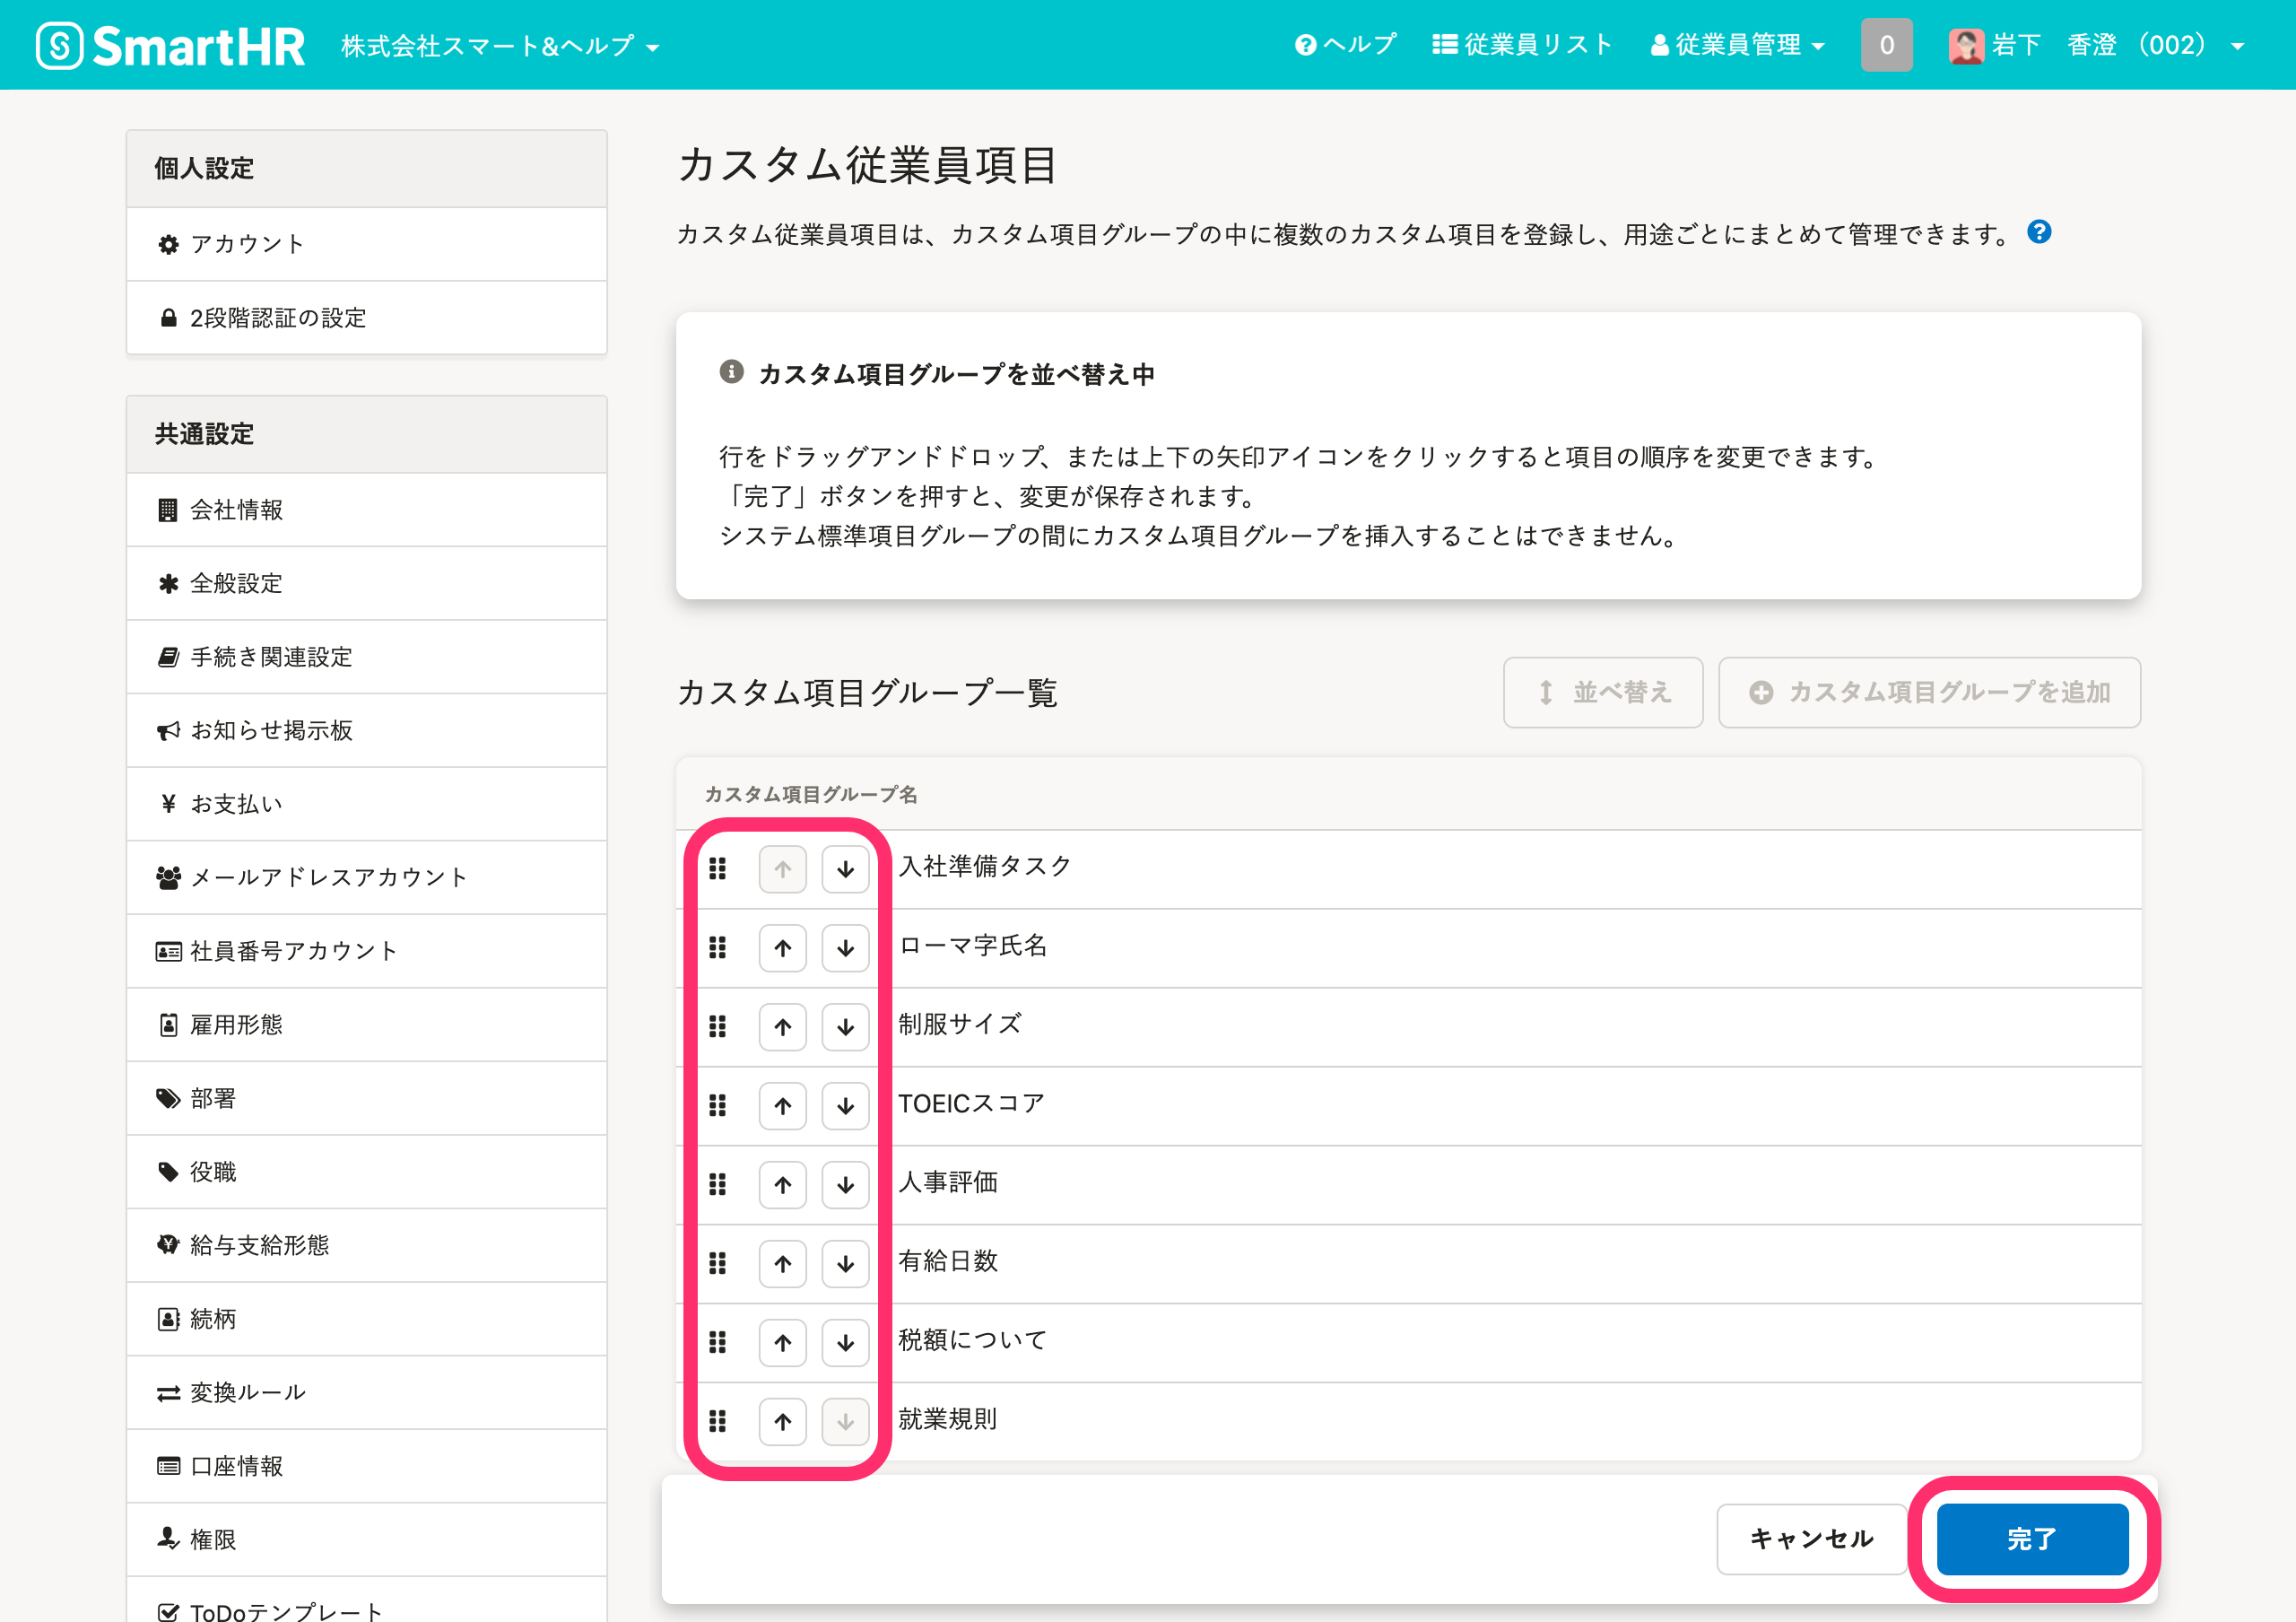 SmartHR 株式会社スマート&ヘルプ ヘルプ 従業員リスト 従業員管理 0 岩下 香澄 （002）
個人設定
アカウント
2段階認証の設定
共通設定
会社情報
全般設定
手続き関連設定
お知らせ掲示板
¥ お支払い
メールアドレスアカウント
社員番号アカウント
雇用形態
部署
役職
給与支給形態
続柄
変換ルール
口座情報
権限
ToDoテンプレート
カスタム従業員項目
カスタム従業員項目は、カスタム項目グループの中に複数のカスタム項目を登録し、用途ごとにまとめて管理できます。
カスタム項目グループを並べ替え中
行をドラッグアンドドロップ、または上下の矢印アイコンをクリックすると項目の順序を変更できます。
「完了」ボタンを押すと、変更が保存されます。
システム標準項目グループの間にカスタム項目グループを挿入することはできません。
カスタム項目グループ一覧 並べ替え カスタム項目グループを追加
カスタム項目グループ名
入社準備タスク
ローマ字氏名
制服サイズ
TOEICスコア
人事評価
有給日数
税額について
就業規則
キャンセル 完了